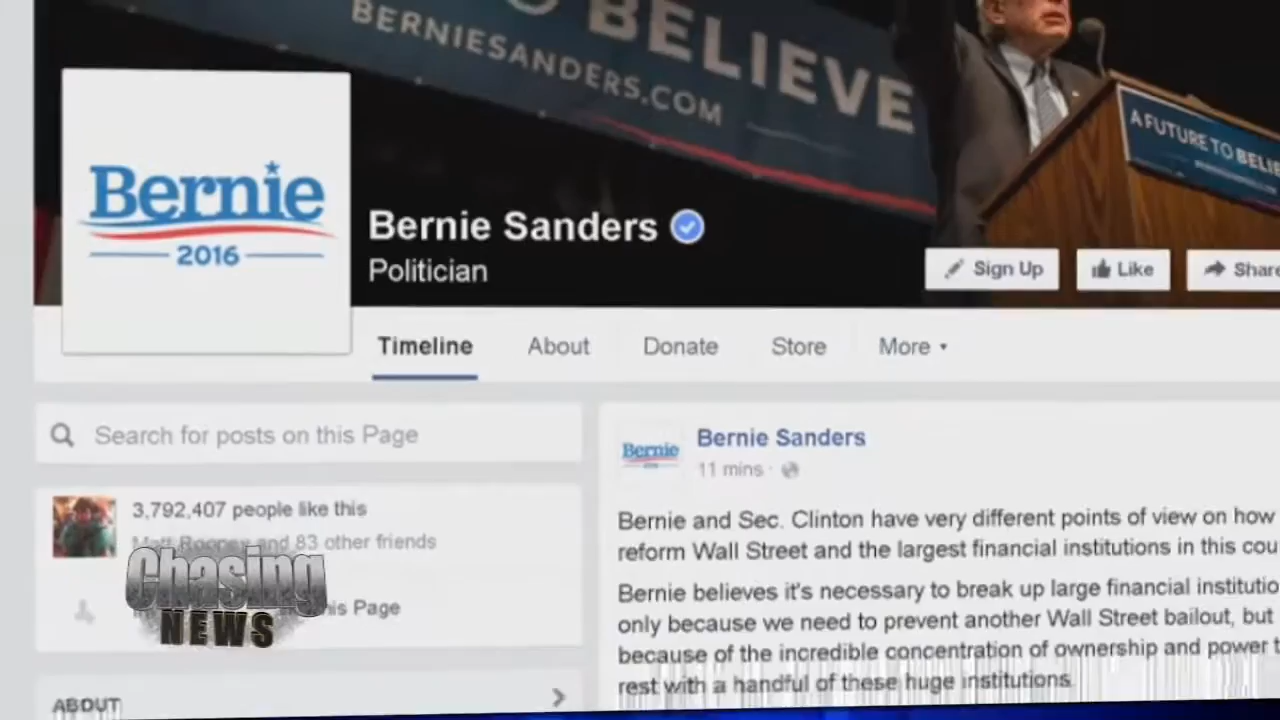 BELIEVE
BERNIESANDERS.COM
A FUTURE TO BELIE
Bernie
2016
Bernie Sanders
Politician
Sign Up
Like
Share
Timeline
About
Donate
Store
More
Search for posts on this Page
3,792,407 people like this
Matt Rooney and 83 other friends
his Page
Chasing
NEWS
ABOUT
Bernie Sanders
Bernie
11 mins
Bernie and Sec. Clinton have very different points of view on how
reform Wall Street and the largest financial institutions in this cou
Bernie believes it's necessary to break up large financial institutio
only because we need to prevent another Wall Street bailout, but
because of the incredible concentration of ownership and power t
rest with a handful of these huge institutions.